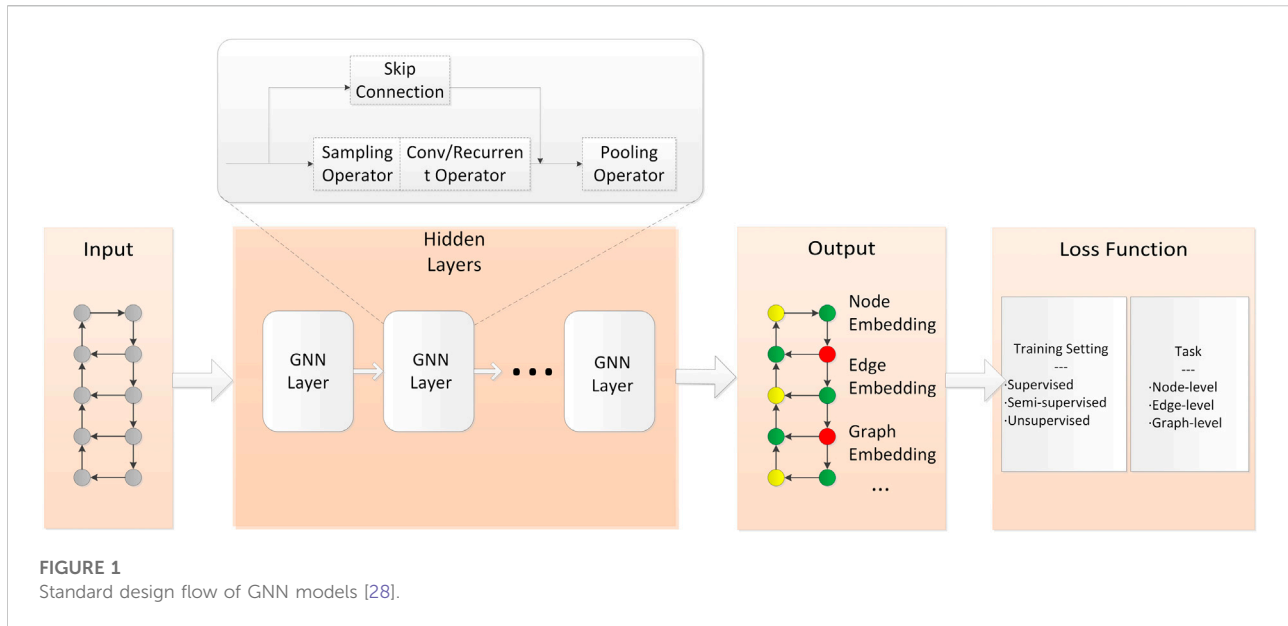 Skip
Connection
Sampling
Operator
Conv/Recurren
t Operator
Pooling
Operator
Input
Hidden
Layers
GNN
Layer
GNN
Layer
...
GNN
Layer
Output
Node
Embedding
Edge
Embedding
Graph
Embedding
...
Loss Function
Training Setting
---
·Supervised
·Semi-supervised
·Unsupervised
Task
---
·Node-level
·Edge-level
·Graph-level
FIGURE 1
Standard design flow of GNN models [28].